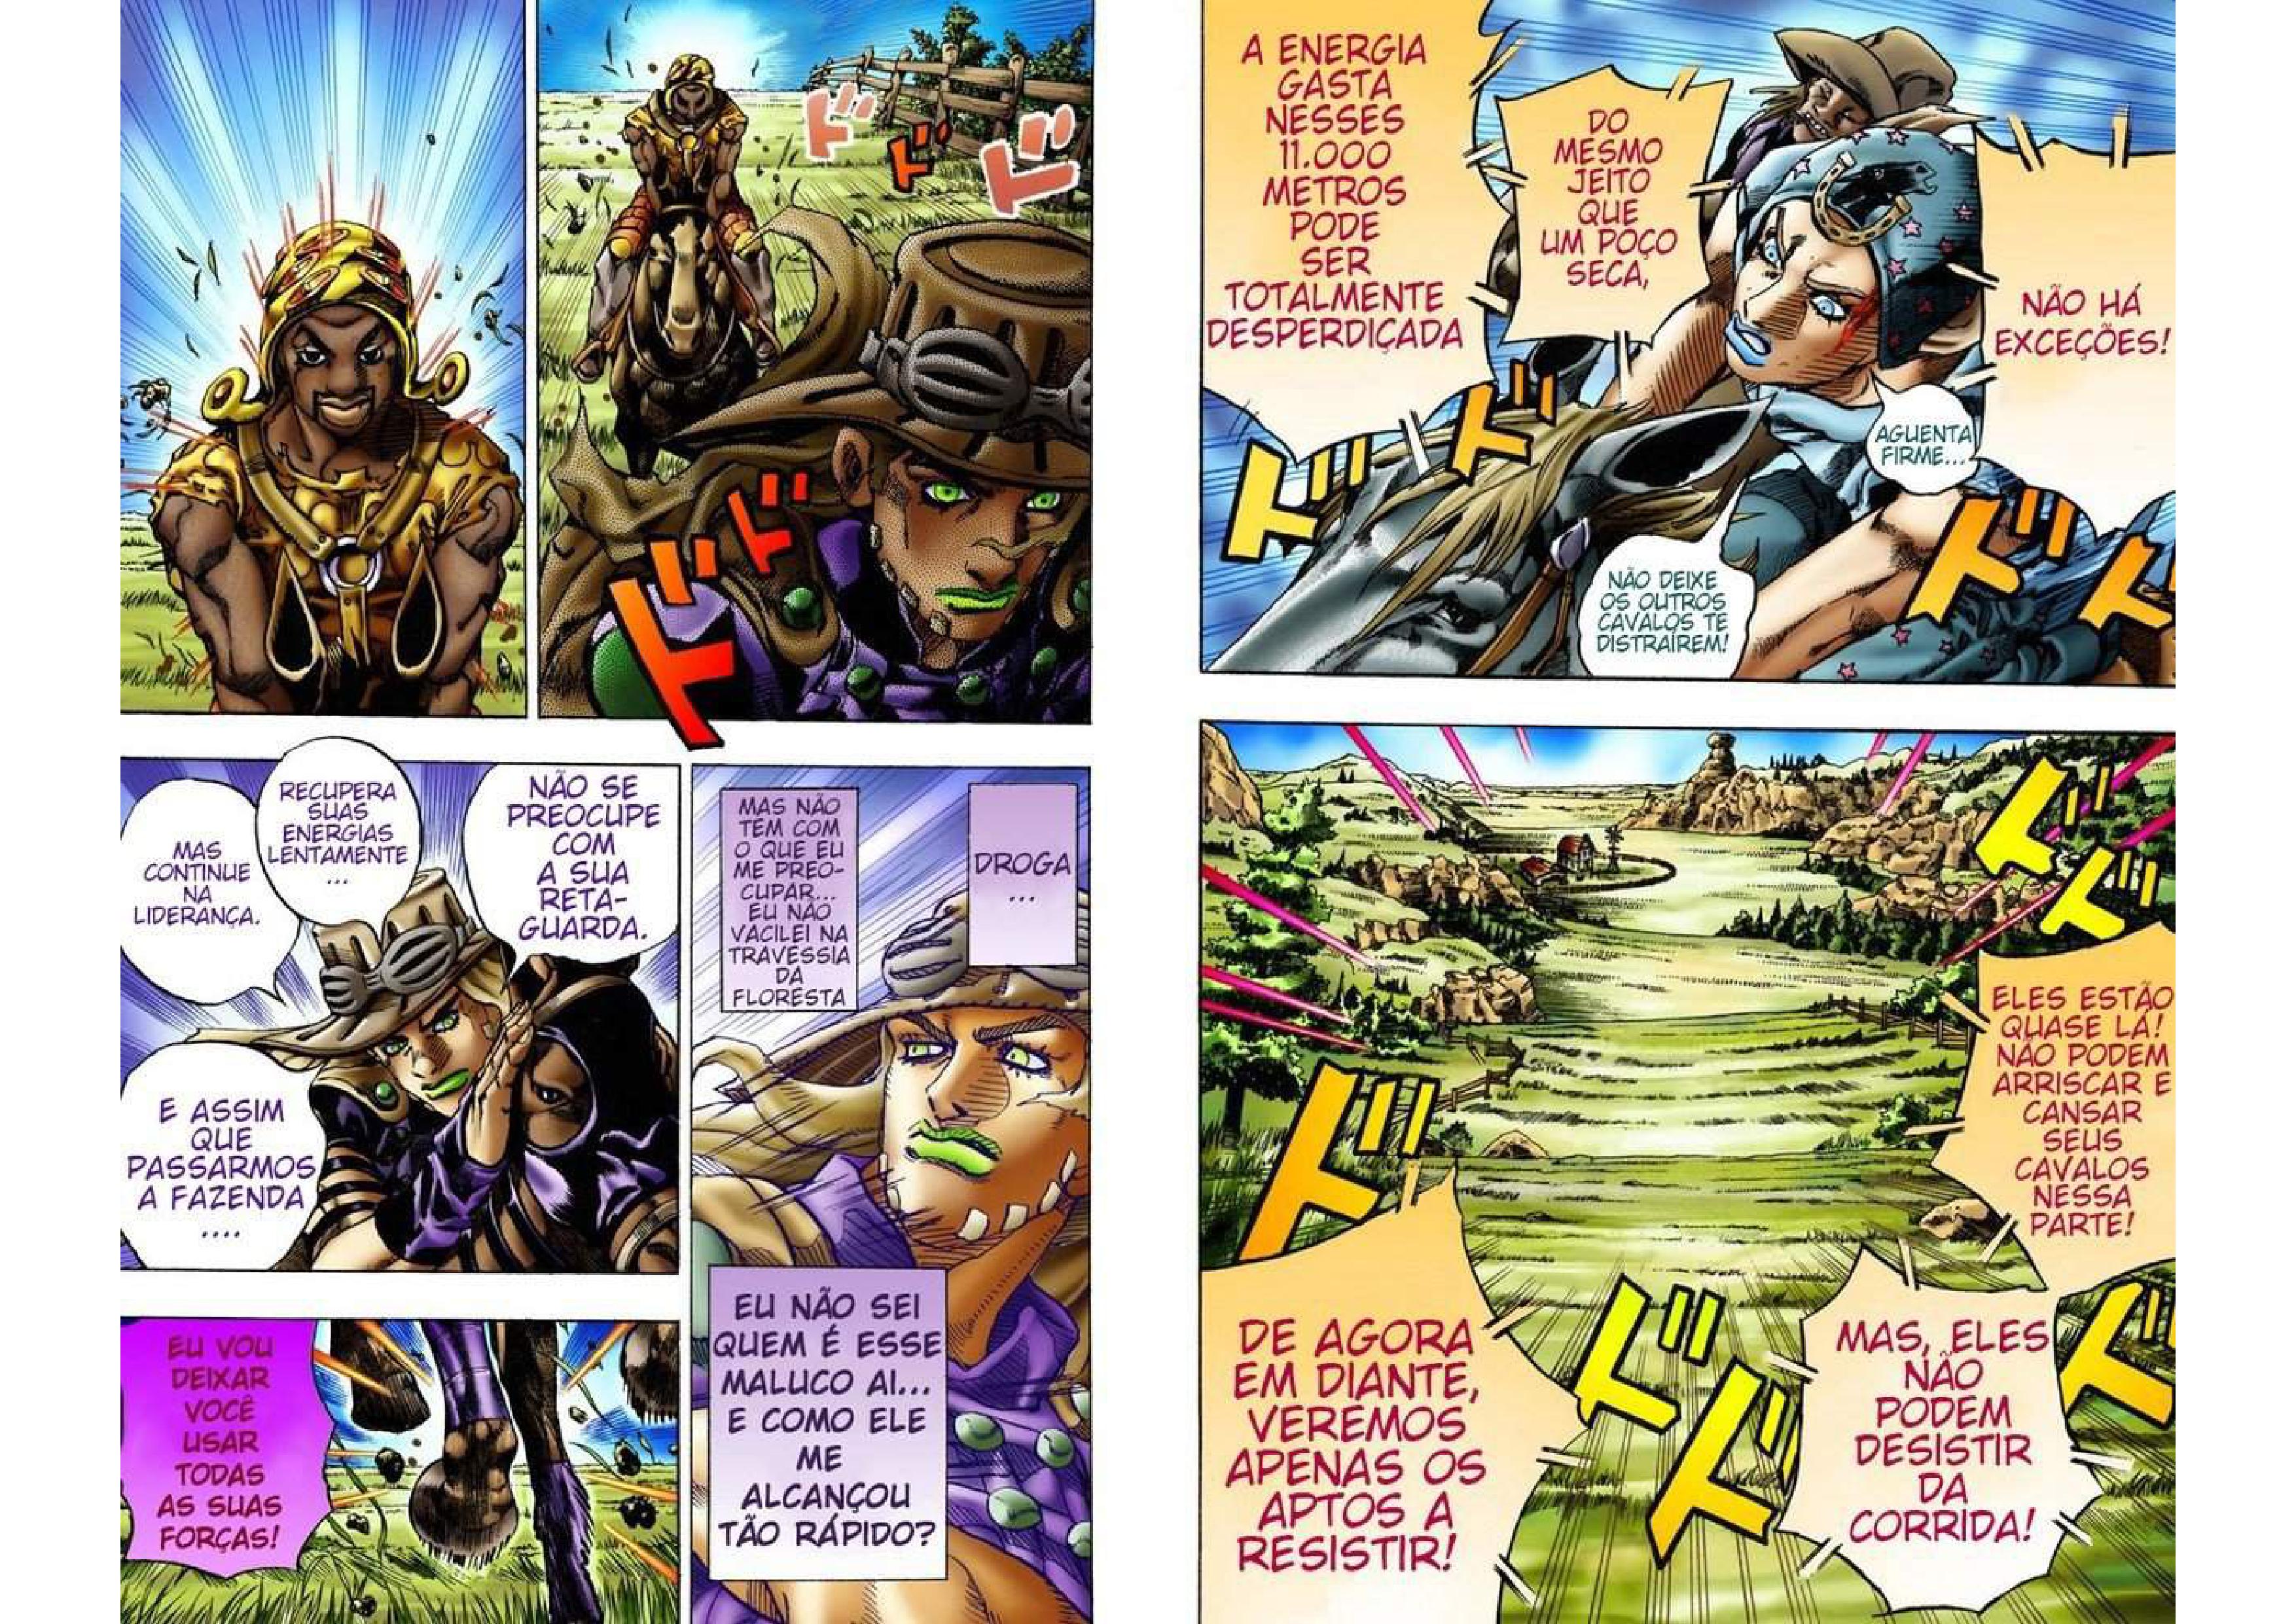 NÃO HÁ
EXCEÇÕES!
DO
MESMO
JEITO
QUE
UM POÇO
SECA,
A ENERGIA
GASTA
NESSES
11.000
METROS
PODE
SER
TOTALMENTE
DESPERDIÇADA
AGUENTA
FIRME...
NÃO DEIXE
OS OUTROS
CAVALOS TE
DISTRAÍREM!
ド
ド
ド
ド
ド
ド
ELES ESTÃO
QUASE LÁ!
NÃO PODEM
ARRISCAR E
CANSAR
SEUS
CAVALOS
NESSA
PARTE!
MAS, ELES
NÃO
PODEM
DESISTIR
DA
CORRIDA!
DE AGORA
EM DIANTE,
VEREMOS
APENAS OS
APTOS A
RESISTIR!
ド
ド
ド
ド
ド
ド
ド
ド
ド
DROGA
...
MAS NÃO
TEM COM
O QUE EU
ME PREO-
CUPAR...
EU NÃO
VACILEI NA
TRAVESSIA
DA
FLORESTA
EU NÃO SEI
QUEM É ESSE
MALUCO AI...
E COMO ELE
ME
ALCANÇOU
TÃO RÁPIDO?
NÃO SE
PREOCUPE
COM
A SUA
RETA-
GUARDA.
RECUPERA
SUAS
ENERGIAS
LENTAMENTE
...
MAS
CONTINUE
NA
LIDERANÇA.
E ASSIM
QUE
PASSARMOS
A FAZENDA
....
EU VOU
DEIXAR
VOCÊ
USAR
TODAS
AS SUAS
FORÇAS!